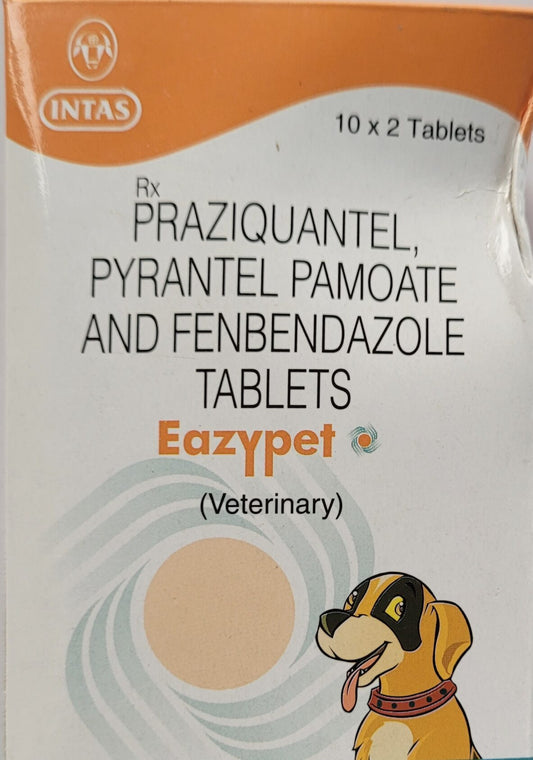 INTAS
10 x 2 Tablets
Rx
PRAZIQUANTEL,
PYRANTEL PAMOATE
AND FENBENDAZOLE
TABLETS
Eazypet
(Veterinary)